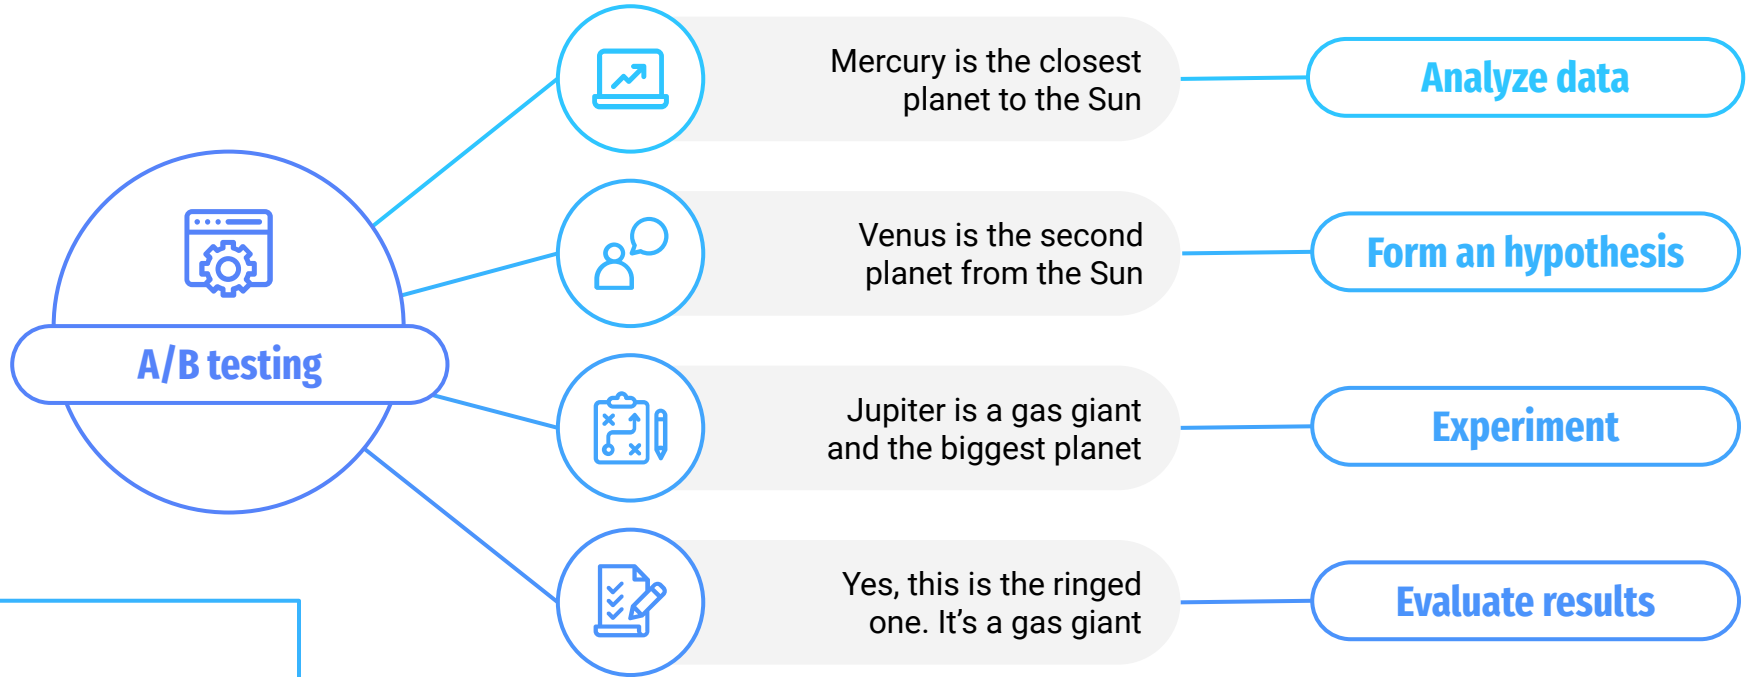 A/B testing
Mercury is the closest
planet to the Sun
Analyze data
Venus is the second
planet from the Sun
Form an hypothesis
Jupiter is a gas giant
and the biggest planet
Experiment
Yes, this is the ringed
one. It’s a gas giant
Evaluate results